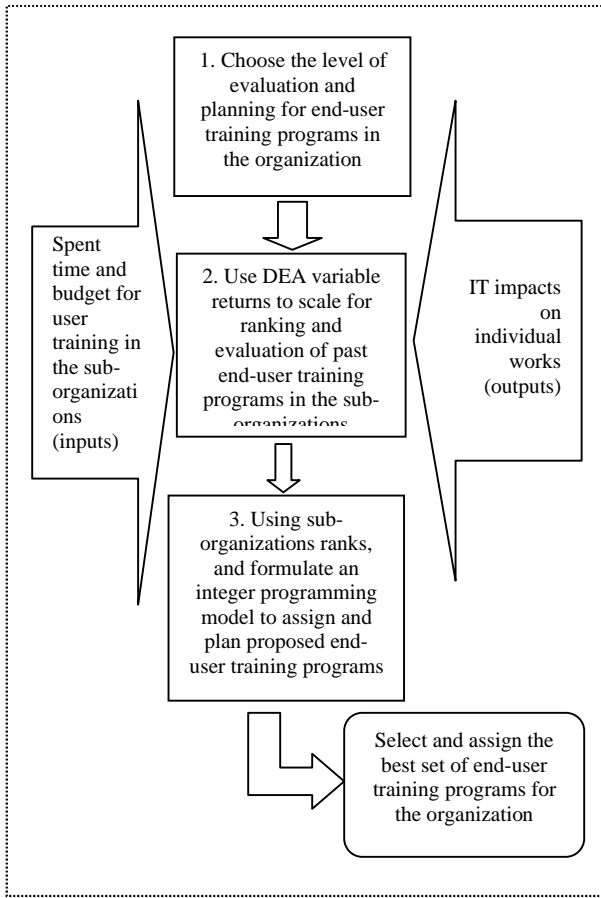 1. Choose the level of
evaluation and
planning for end-user
training programs in
the organization
Spent
time and
budget for
user
training in
the sub-
organizati
ons
(inputs)
2. Use DEA variable
returns to scale for
ranking and
evaluation of past
end-user training
programs in the sub-
organizations
IT impacts
on
individual
works
(outputs)
3. Using sub-
organizations ranks,
and formulate an
integer programming
model to assign and
plan proposed end-
user training programs
Select and assign the
best set of end-user
training programs for
the organization